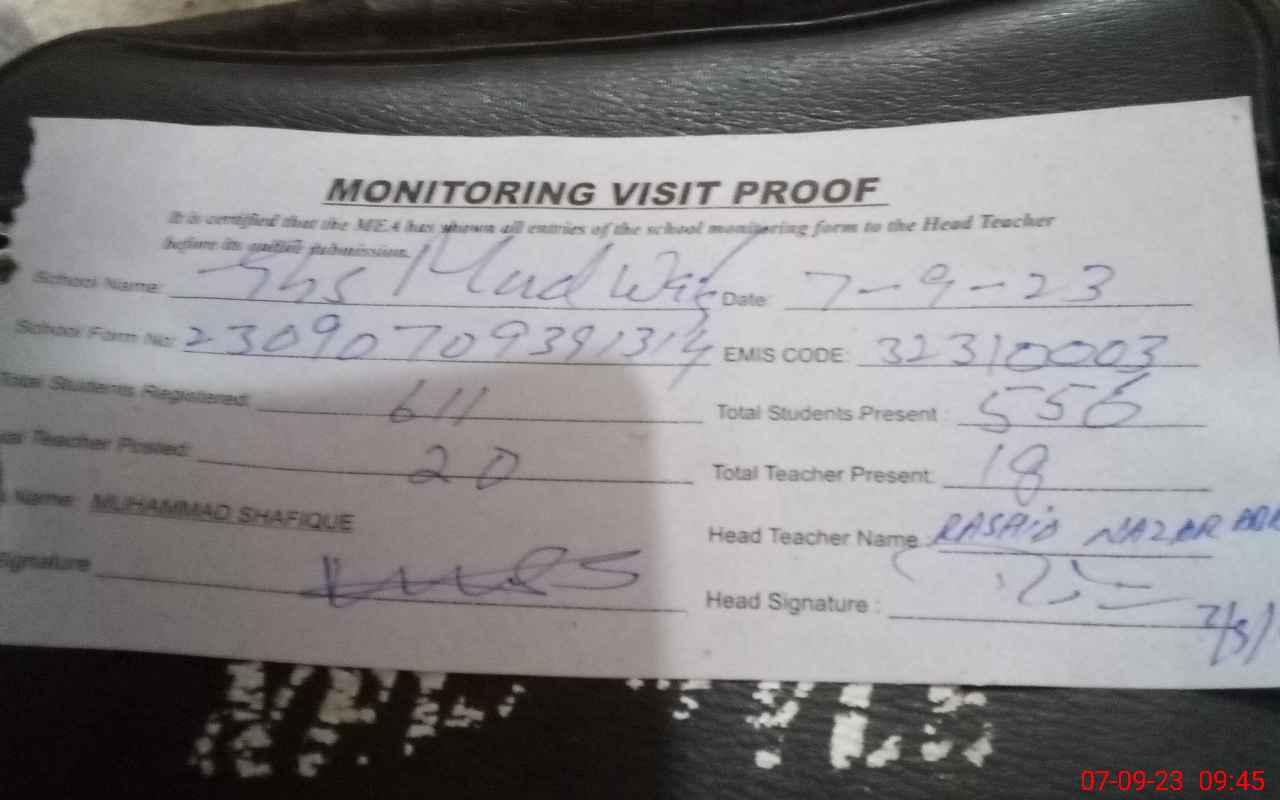 MONITORING VISIT PROOF
It is certified that the MEA has shown all entries of the school monitoring form to the Head Teacher
before its online submission.
School Name: Ghs Date: 7-9-23
School Form No: 23090709391314 EMIS CODE: 32310003
Total Students Registered: 611 Total Students Present : 556
Teacher Posted: 20 Total Teacher Present: 18
Name: MUHAMMAD SHAFIQUE Head Teacher Name RASHID NAZAR
Signature Head Signature :
07-09-23 09:45